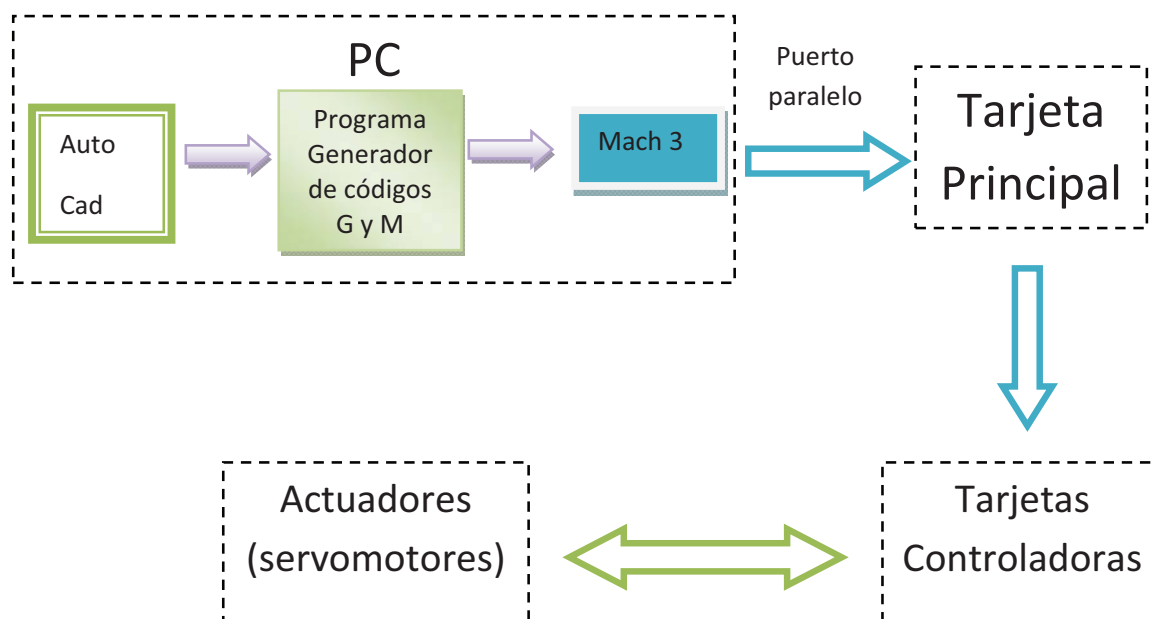 PC
Auto
Cad
Programa
Generador
de códigos
G y M
Mach 3
Puerto
paralelo
Tarjeta
Principal
Actuadores
(servomotores)
Tarjetas
Controladoras